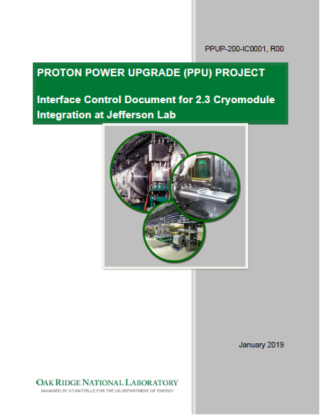 PPUP-200-IC0001, R00
PROTON POWER UPGRADE (PPU) PROJECT
Interface Control Document for 2.3 Cryomodule
Integration at Jefferson Lab
January 2019
OAK RIDGE NATIONAL LABORATORY
MANAGED BY UT-BATTELLE FOR THE US DEPARTMENT OF ENERGY